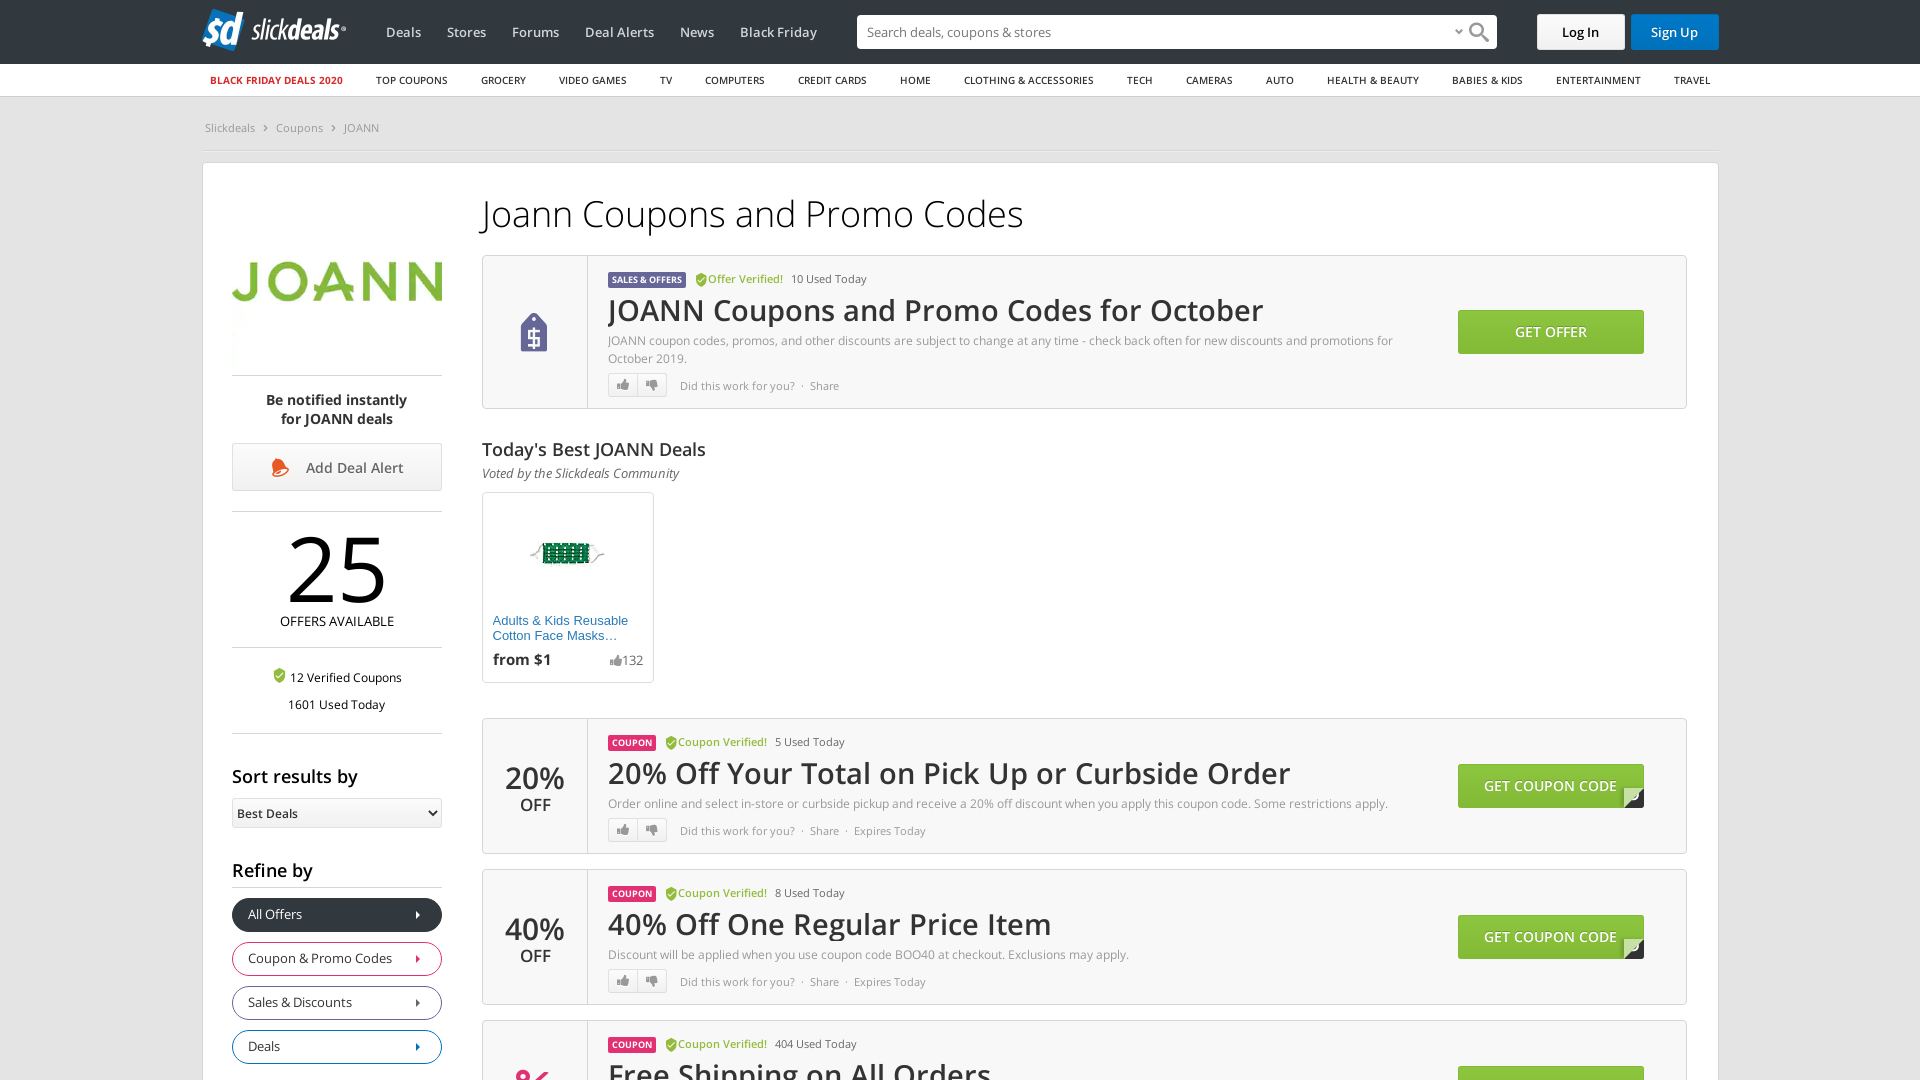 sd slickdeals
Deals
Stores
Forums
Deal Alerts
News
Black Friday
Search deals, coupons & stores
Log In
Sign Up
BLACK FRIDAY DEALS 2020
TOP COUPONS
GROCERY
VIDEO GAMES
TV
COMPUTERS
CREDIT CARDS
HOME
CLOTHING & ACCESSORIES
TECH
CAMERAS
AUTO
HEALTH & BEAUTY
BABIES & KIDS
ENTERTAINMENT
TRAVEL
Slickdeals > Coupons > JOANN
JOANN
Be notified instantly
for JOANN deals
Add Deal Alert
25
OFFERS AVAILABLE
12 Verified Coupons
1601 Used Today
Sort results by
Best Deals
Refine by
All Offers
Coupon & Promo Codes
Sales & Discounts
Deals
Joann Coupons and Promo Codes
SALES & OFFERS Offer Verified! 10 Used Today
JOANN Coupons and Promo Codes for October
JOANN coupon codes, promos, and other discounts are subject to change at any time - check back often for new discounts and promotions for
October 2019.
Did this work for you? · Share
GET OFFER
Today's Best JOANN Deals
Voted by the Slickdeals Community
Adults & Kids Reusable
Cotton Face Masks…
from $1 132
20%
OFF
COUPON Coupon Verified! 5 Used Today
20% Off Your Total on Pick Up or Curbside Order
Order online and select in-store or curbside pickup and receive a 20% off discount when you apply this coupon code. Some restrictions apply.
Did this work for you? · Share · Expires Today
GET COUPON CODE
40%
OFF
COUPON Coupon Verified! 8 Used Today
40% Off One Regular Price Item
Discount will be applied when you use coupon code BOO40 at checkout. Exclusions may apply.
Did this work for you? · Share · Expires Today
GET COUPON CODE
COUPON Coupon Verified! 404 Used Today
Free Shipping on All Orders